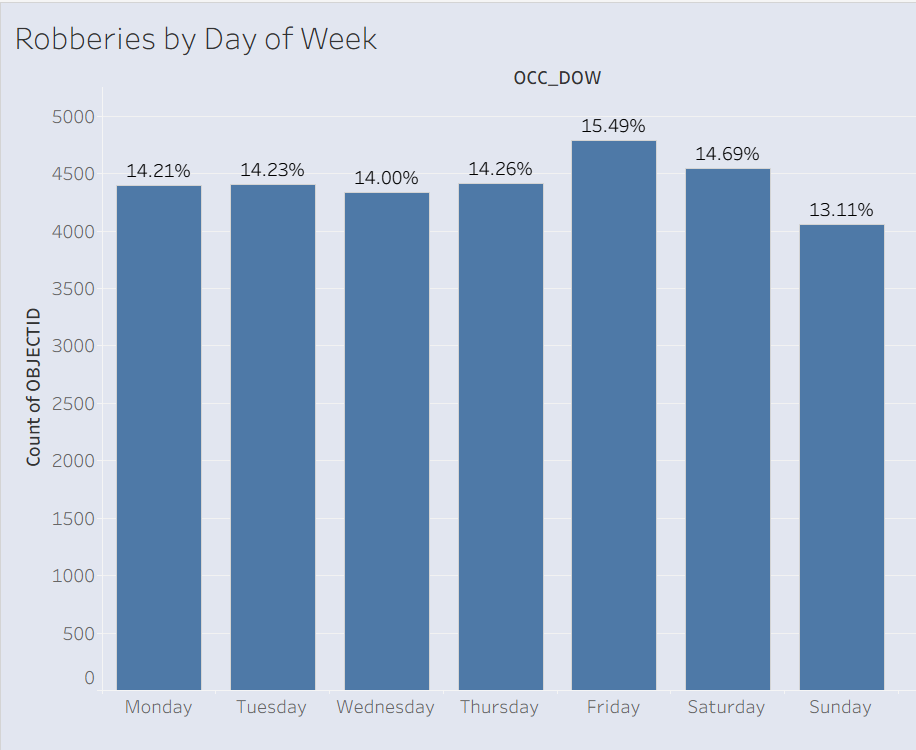 Robberies by Day of Week
OCC_DOW
Count of OBJECTID
5000
4500
4000
3500
3000
2500
2000
1500
1000
500
0
14.21%
14.23%
14.00%
14.26%
15.49%
14.69%
13.11%
Monday
Tuesday
Wednesday
Thursday
Friday
Saturday
Sunday